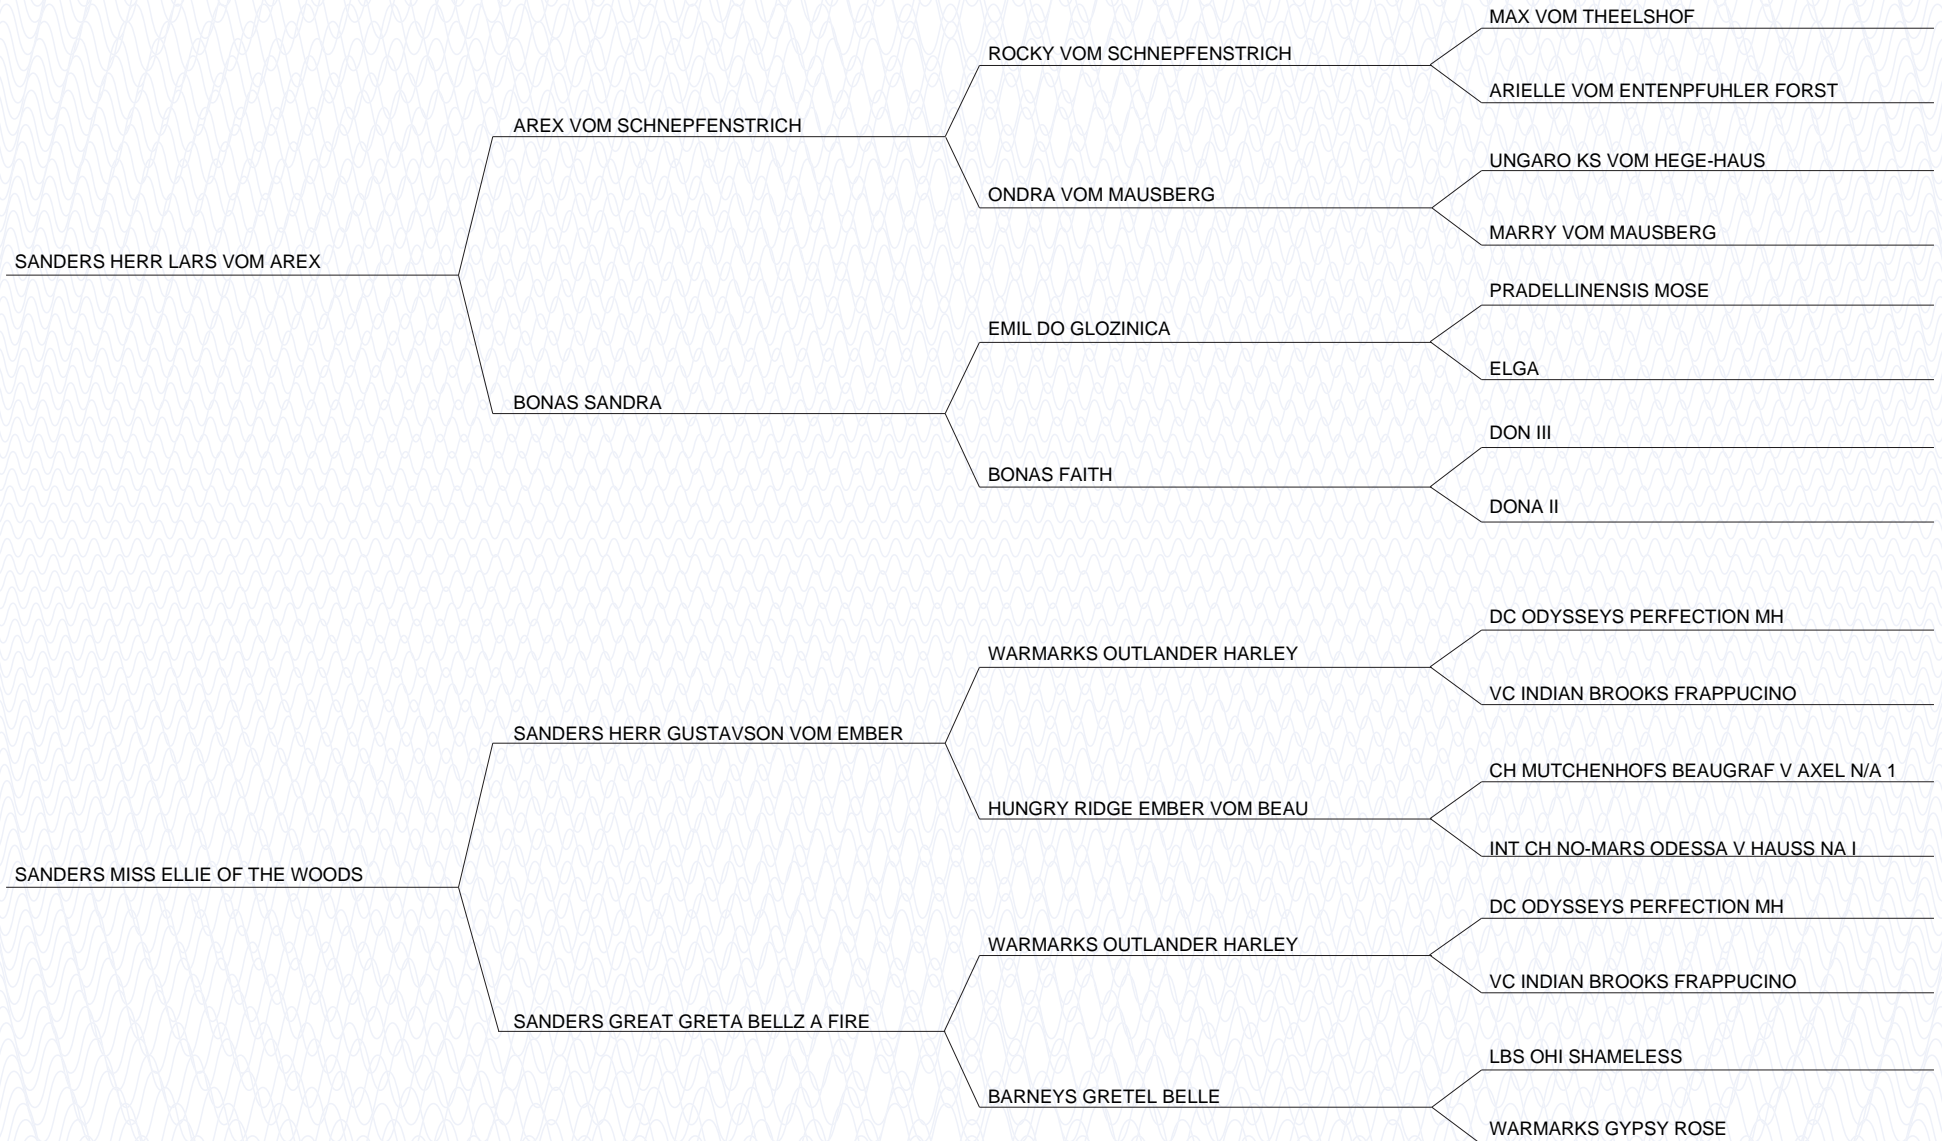 MAX VOM THEELSHOF
ROCKY VOM SCHNEPFENSTRICH
ARIELLE VOM ENTENPFUHLER FORST
AREX VOM SCHNEPFENSTRICH
UNGARO KS VOM HEGE-HAUS
ONDRA VOM MAUSBERG
MARRY VOM MAUSBERG
SANDERS HERR LARS VOM AREX
PRADELLINENSIS MOSE
EMIL DO GLOZINICA
ELGA
BONAS SANDRA
DON III
BONAS FAITH
DONA II
DC ODYSSEYS PERFECTION MH
WARMARKS OUTLANDER HARLEY
VC INDIAN BROOKS FRAPPUCINO
SANDERS HERR GUSTAVSON VOM EMBER
CH MUTCHENHOFS BEAUGRAF V AXEL N/A 1
HUNGRY RIDGE EMBER VOM BEAU
INT CH NO-MARS ODESSA V HAUSS NA I
SANDERS MISS ELLIE OF THE WOODS
DC ODYSSEYS PERFECTION MH
WARMARKS OUTLANDER HARLEY
VC INDIAN BROOKS FRAPPUCINO
SANDERS GREAT GRETA BELLZ A FIRE
LBS OHI SHAMELESS
BARNEYS GRETEL BELLE
WARMARKS GYPSY ROSE